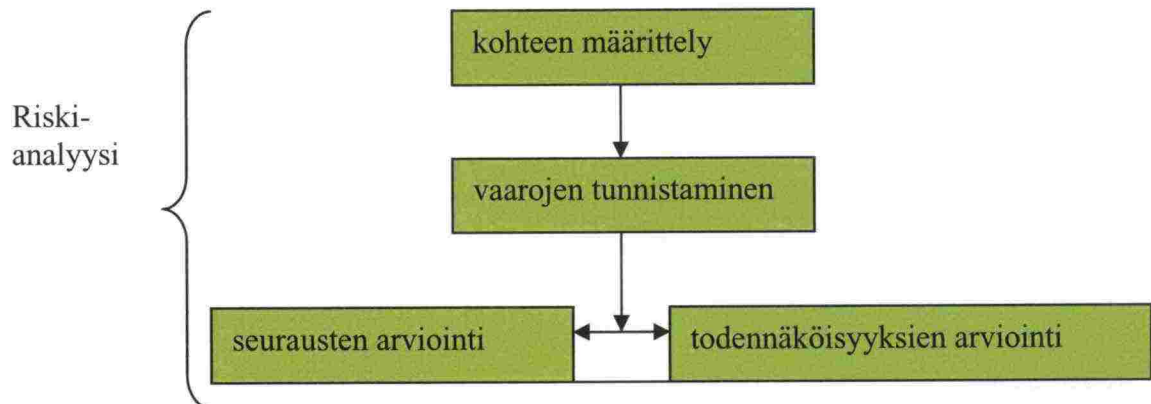 kohteen määrittely
Riski-
analyysi
vaarojen tunnistaminen
seurausten arviointi
todennäköisyyksien arviointi